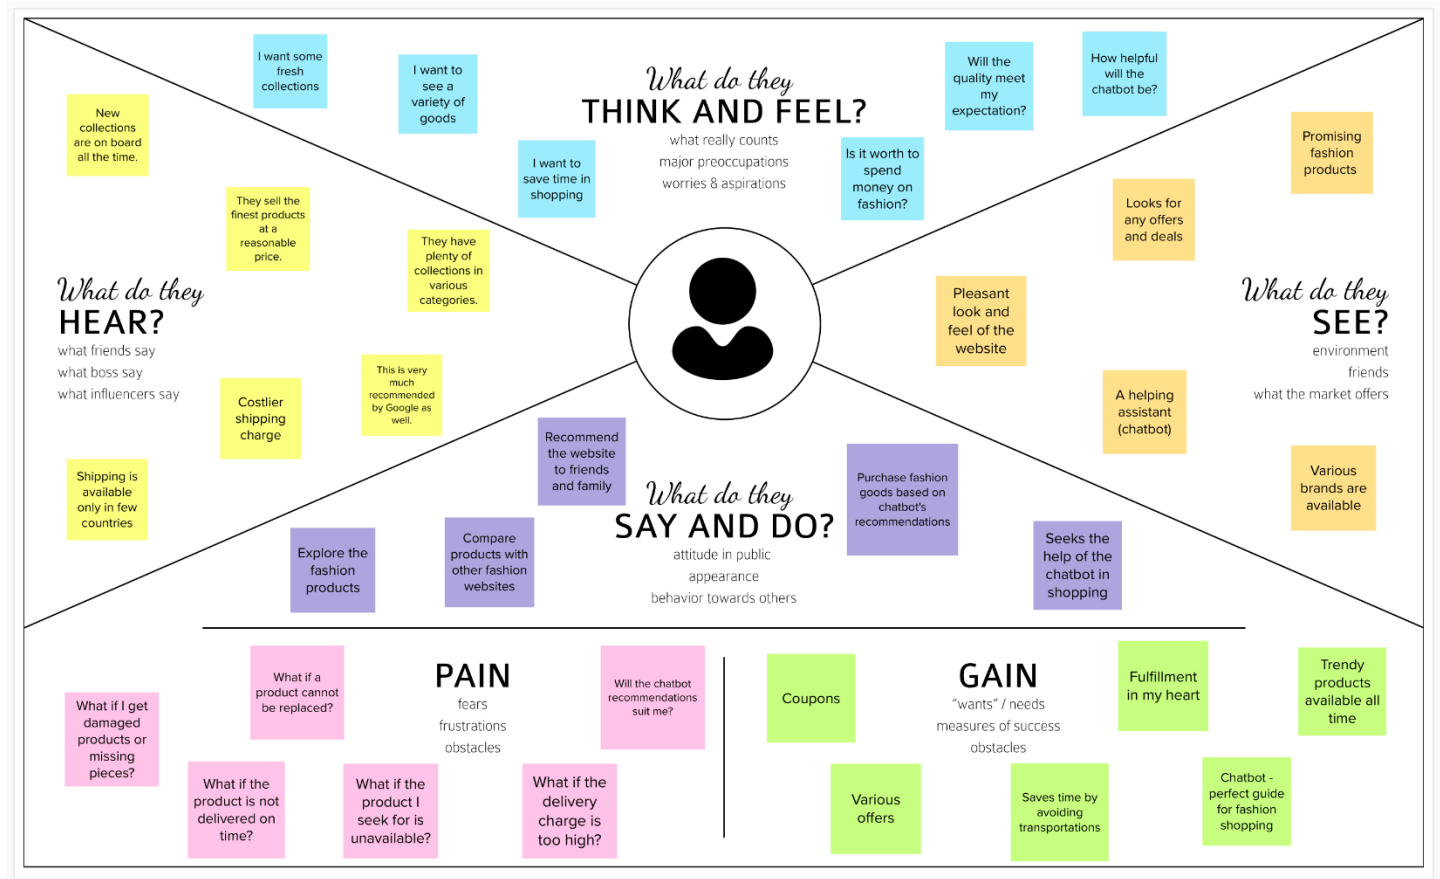 I want some
fresh
collections
I want to
see a
variety of
goods
I want to
save time in
shopping
What do they
THINK AND FEEL?
what really counts
major preoccupations
worries & aspirations
Will the
quality meet
my
expectation?
How helpful
will the
chatbot be?
Is it worth to
spend
money on
fashion?
New
collections
are on board
all the time.
They sell the
finest products
at a
reasonable
price.
They have
plenty of
collections in
various
categories.
What do they
HEAR?
what friends say
what boss say
what influencers say
This is very
much
recommended
by Google as
well.
Costlier
shipping
charge
Shipping is
available
only in few
countries
Promising
fashion
products
Looks for
any offers
and deals
Pleasant
look and
feel of the
website
What do they
SEE?
environment
friends
what the market offers
A helping
assistant
(chatbot)
Various
brands are
available
Recommend
the website
to friends
and family
What do they
SAY AND DO?
attitude in public
appearance
behavior towards others
Purchase fashion
goods based on
chatbot's
recommendations
Explore the
fashion
products
Compare
products with
other fashion
websites
Seeks the
help of the
chatbot in
shopping
PAIN
fears
frustrations
obstacles
What if a
product cannot
be replaced?
Will the chatbot
recommendations
suit me?
What if I get
damaged
products or
missing
pieces?
What if the
product is not
delivered on
time?
What if the
product I
seek for is
unavailable?
What if the
delivery
charge is
too high?
GAIN
"wants" / needs
measures of success
obstacles
Coupons
Fulfillment
in my heart
Trendy
products
available all
time
Various
offers
Saves time by
avoiding
transportations
Chatbot -
perfect guide
for fashion
shopping